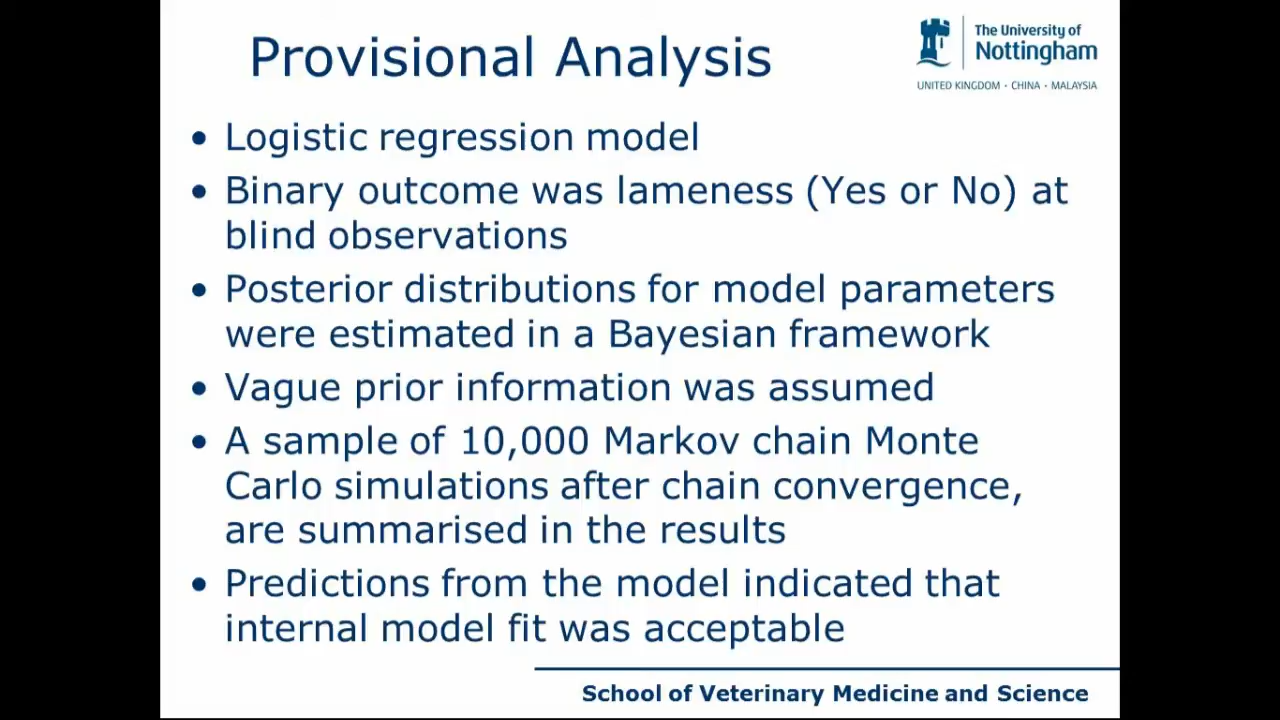 Provisional Analysis
The University of
Nottingham
UNITED KINGDOM · CHINA · MALAYSIA
• Logistic regression model
• Binary outcome was lameness (Yes or No) at
blind observations
• Posterior distributions for model parameters
were estimated in a Bayesian framework
• Vague prior information was assumed
• A sample of 10,000 Markov chain Monte
Carlo simulations after chain convergence,
are summarised in the results
• Predictions from the model indicated that
internal model fit was acceptable
School of Veterinary Medicine and Science